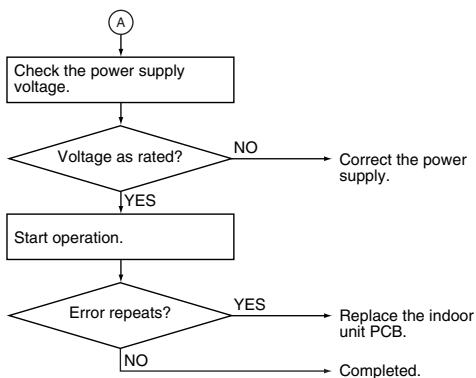 A
Check the power supply
voltage.
Voltage as rated?
NO
Correct the power
supply.
YES
Start operation.
Error repeats?
YES
Replace the indoor
unit PCB.
NO
Completed.